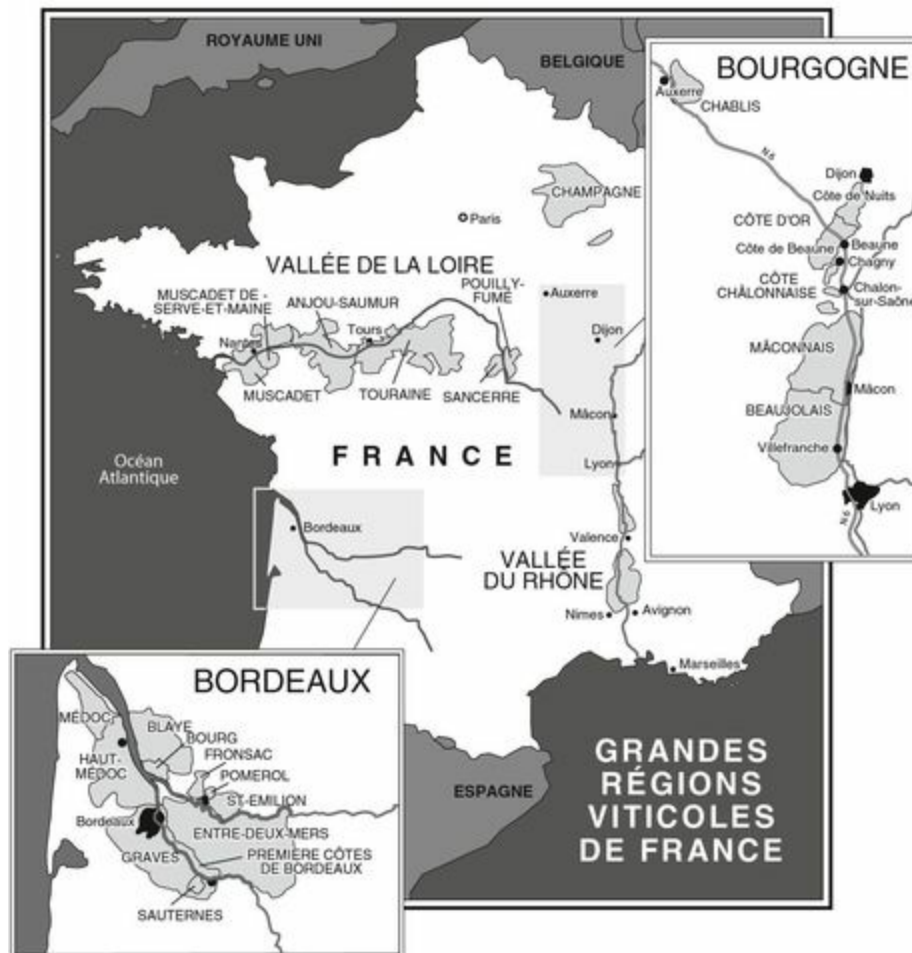 ROYAUME UNI
BELGIQUE
CHAMPAGNE
Paris
VALLÉE DE LA LOIRE
MUSCADET DE -
SERVE-ET-MAINE
ANJOU-SAUMUR
POUILLY-
FUMÉ
Auxerre
Tours
Nantes
Dijon
MUSCADET
TOURAINE
SANCERRE
Mâcon
FRANCE
Lyon
Océan
Atlantique
Bordeaux
Valence
VALLÉE
DU RHÔNE
Nimes
Avignon
Marseilles
ESPAGNE
GRANDES
RÉGIONS
VITICOLES
DE FRANCE
BOURGOGNE
Auxerre
CHABLIS
N6
Dijon
Côte de Nuits
CÔTE D'OR
Beaune
Côte de Beaune
Chagny
CÔTE
CHÂLONNAISE
Chalon-
sur-Saône
MÂCONNAIS
Mâcon
BEAUJOLAIS
Villefranche
Lyon
N6
BORDEAUX
MÉDOC
BLAYE
BOURG
HAUT-
MÉDOC
FRONSAC
POMEROL
ST-EMILION
Bordeaux
ENTRE-DEUX-MERS
GRAVES
PREMIÈRE CÔTES
DE BORDEAUX
SAUTERNES